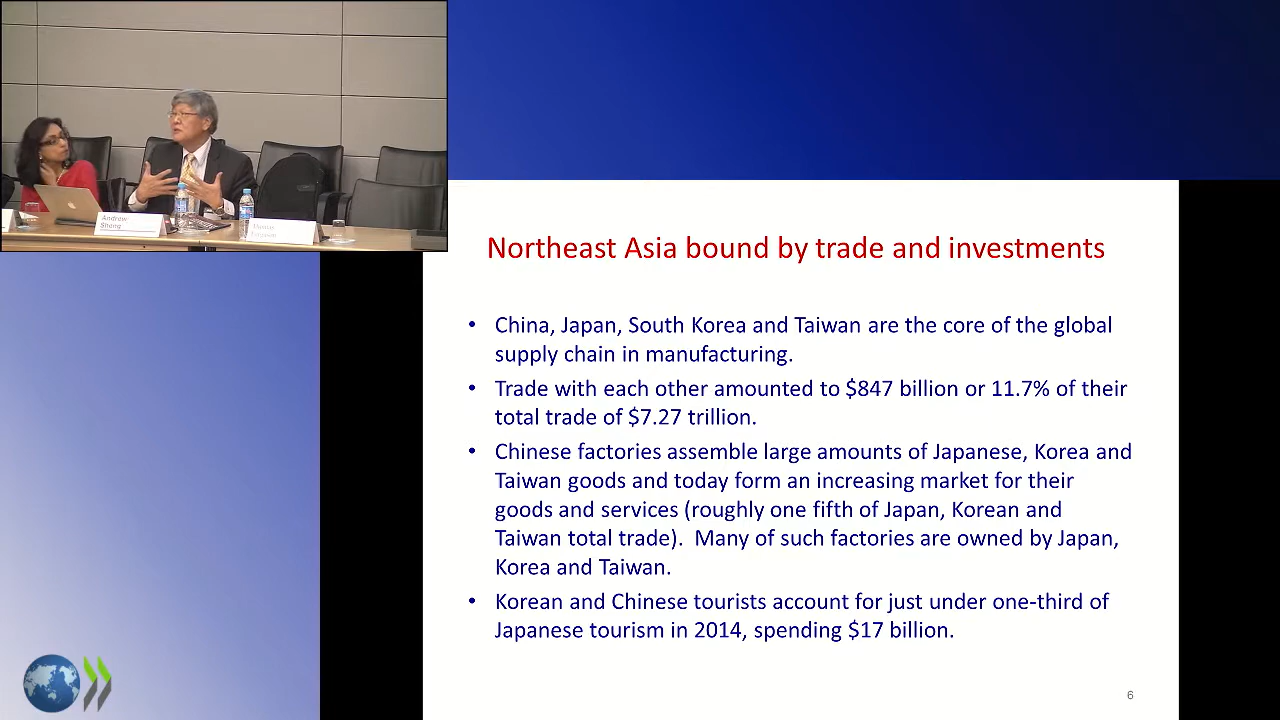 Andrew
Sheng
Northeast Asia bound by trade and investments
• China, Japan, South Korea and Taiwan are the core of the global
supply chain in manufacturing.
• Trade with each other amounted to $847 billion or 11.7% of their
total trade of $7.27 trillion.
• Chinese factories assemble large amounts of Japanese, Korea and
Taiwan goods and today form an increasing market for their
goods and services (roughly one fifth of Japan, Korean and
Taiwan total trade).  Many of such factories are owned by Japan,
Korea and Taiwan.
• Korean and Chinese tourists account for just under one-third of
Japanese tourism in 2014, spending $17 billion.
6